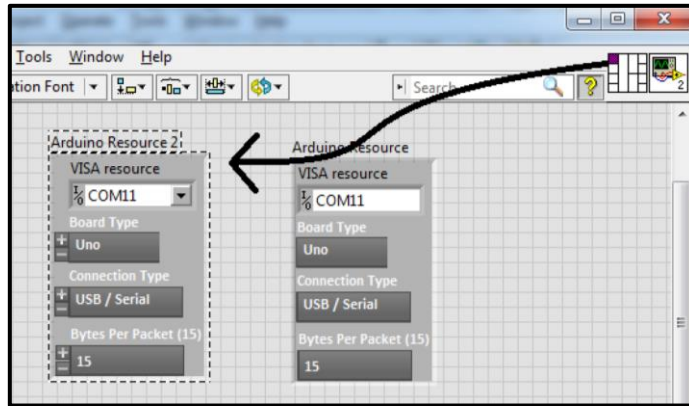 Tools Window Help
ation Font
Search
2
Arduino Resource 2
VISA resource
COM11
Board Type
Uno
Connection Type
USB / Serial
Bytes Per Packet (15)
15
Arduino Resource
VISA resource
COM11
Board Type
Uno
Connection Type
USB / Serial
Bytes Per Packet (15)
15